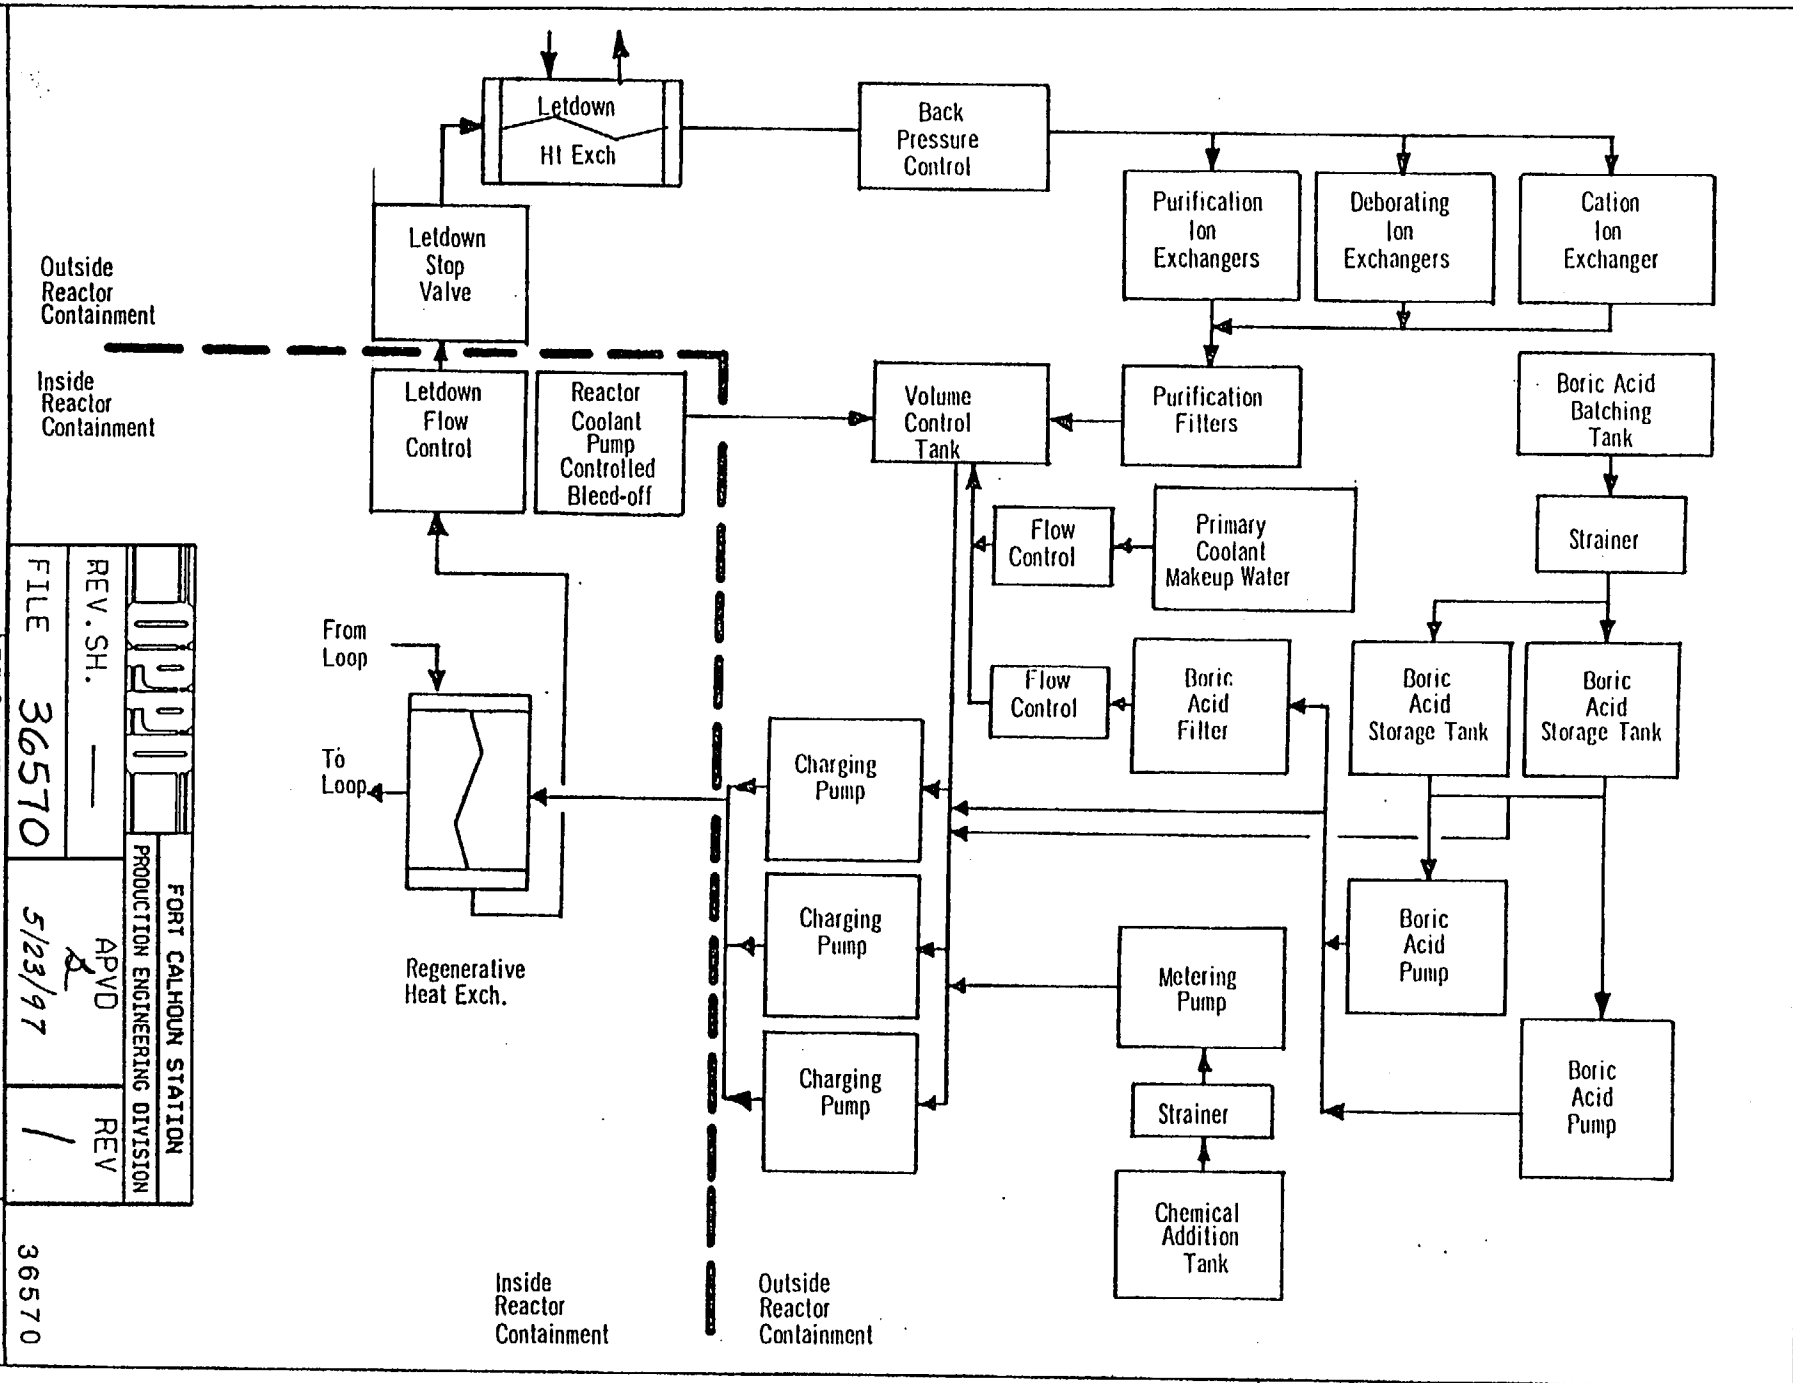 Letdown
Ht Exch
Back
Pressure
Control
Purification
Ion
Exchangers
Deborating
Ion
Exchangers
Cation
Ion
Exchanger
Letdown
Stop
Valve
Outside
Reactor
Containment
Inside
Reactor
Containment
Letdown
Flow
Control
Reactor
Coolant
Pump
Controlled
Bleed-off
Volume
Control
Tank
Purification
Filters
Boric Acid
Batching
Tank
Strainer
Flow
Control
Primary
Coolant
Makeup Water
From
Loop
To
Loop
Flow
Control
Boric
Acid
Filter
Boric
Acid
Storage Tank
Boric
Acid
Storage Tank
Charging
Pump
Charging
Pump
Charging
Pump
Regenerative
Heat Exch.
Metering
Pump
Strainer
Chemical
Addition
Tank
Boric
Acid
Pump
Boric
Acid
Pump
Inside
Reactor
Containment
Outside
Reactor
Containment
FORT CALHOUN STATION
PRODUCTION ENGINEERING DIVISION
REV. SH. —
APVD
REV
FILE 36570
5/23/97
1
36570